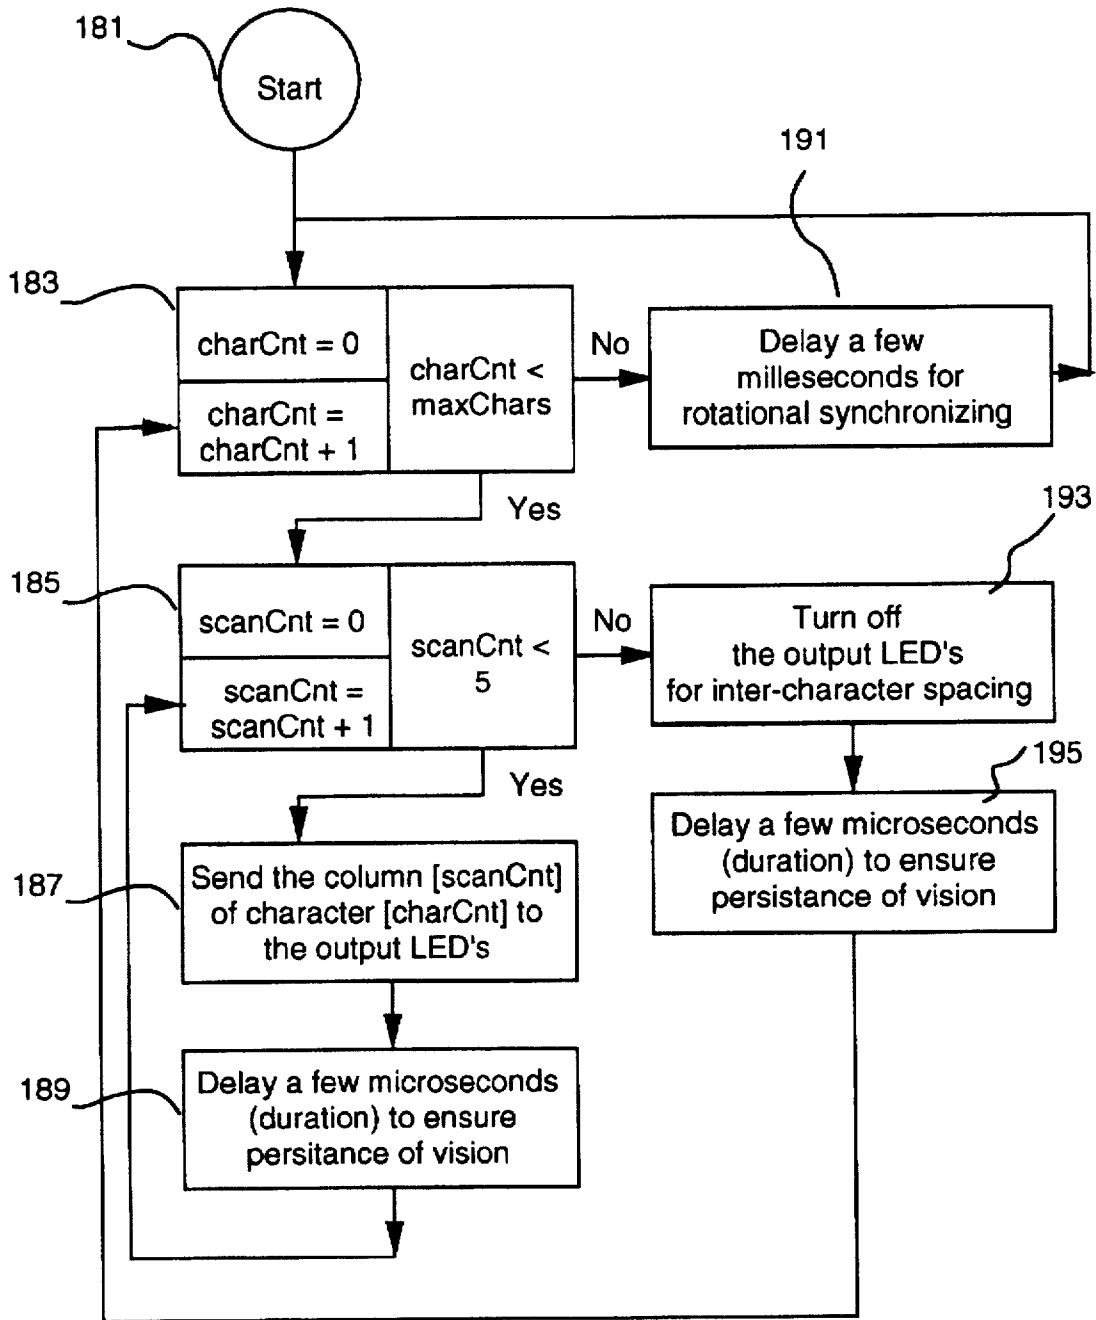 181
Start
191
183
charCnt = 0
charCnt =
charCnt + 1
charCnt <
maxChars
No
Delay a few
milleseconds for
rotational synchronizing
Yes
193
185
scanCnt = 0
scanCnt =
scanCnt + 1
scanCnt <
5
No
Turn off
the output LED's
for inter-character spacing
Yes
195
Delay a few microseconds
(duration) to ensure
persistance of vision
187
Send the column [scanCnt]
of character [charCnt] to
the output LED's
189
Delay a few microseconds
(duration) to ensure
persitance of vision